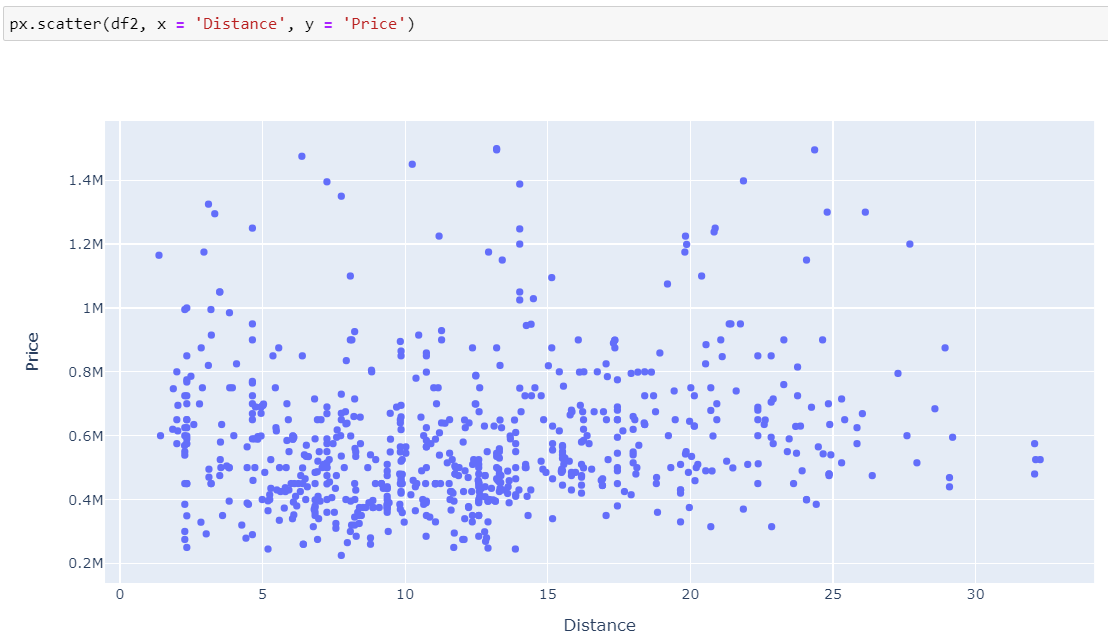 px.scatter(df2, x = 'Distance', y = 'Price')
1.4M
1.2M
1M
0.8M
0.6M
0.4M
0.2M
Price
0 5 10 15 20 25 30
Distance